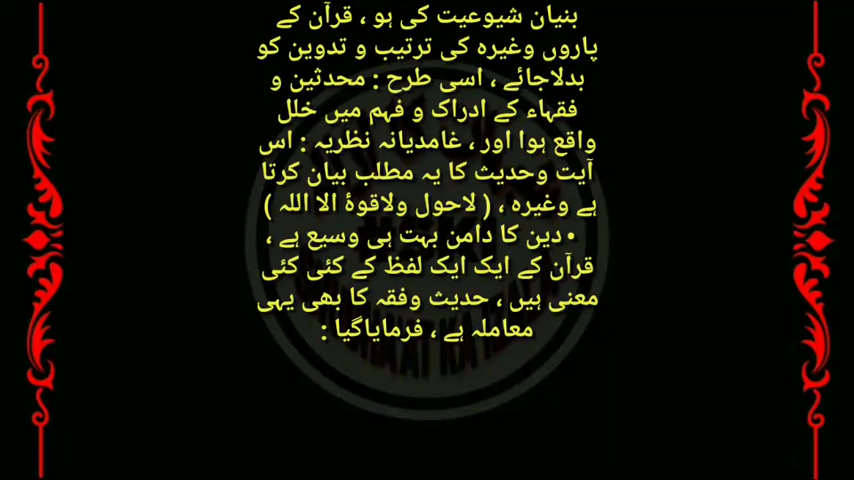 بنیان شیوعیت کی ہو ، قرآن کے
پاروں وغیرہ کی ترتیب و تدوین کو
بدلاجائے ، اسی طرح : محدثین و
فقہاء کے ادراک و فہم میں خلل
واقع ہوا اور ، غامدیانہ نظریہ : اس
آیت وحدیث کا یہ مطلب بیان کرتا
ہے وغیرہ ، ( لاحول ولاقوۃ الا اللہ )
• دین کا دامن بہت ہی وسیع ہے ،
قرآن کے ایک ایک لفظ کے کئی کئی
معنی ہیں ، حدیث وفقہ کا بھی یہی
معاملہ ہے ، فرمایاگیا :